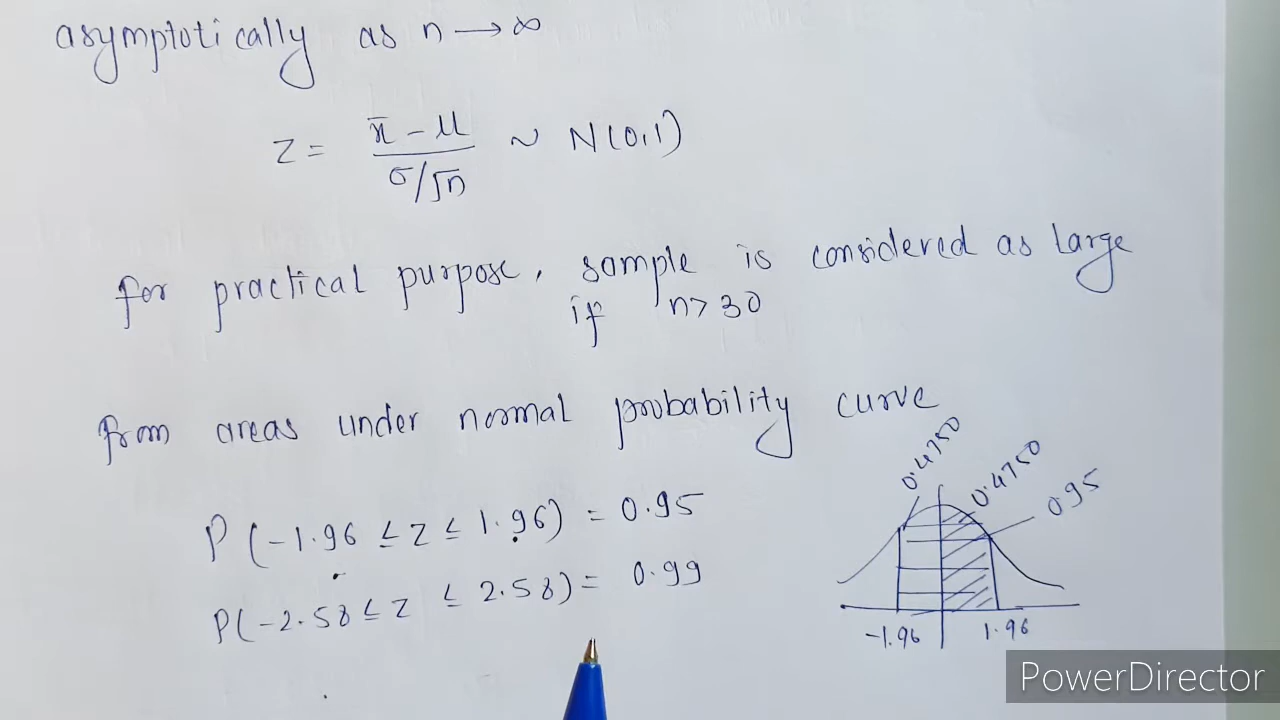 asymptotically as n → ∞
Z = (x̄ - μ) / (σ/√n) ~ N(0,1)
for practical purpose, sample is considered as large
if n > 30
from areas under normal probability curve
P(-1.96 ≤ Z ≤ 1.96) = 0.95
P(-2.58 ≤ Z ≤ 2.58) = 0.99
0.4750
0.4750
0.95
-1.96
1.96
PowerDirector